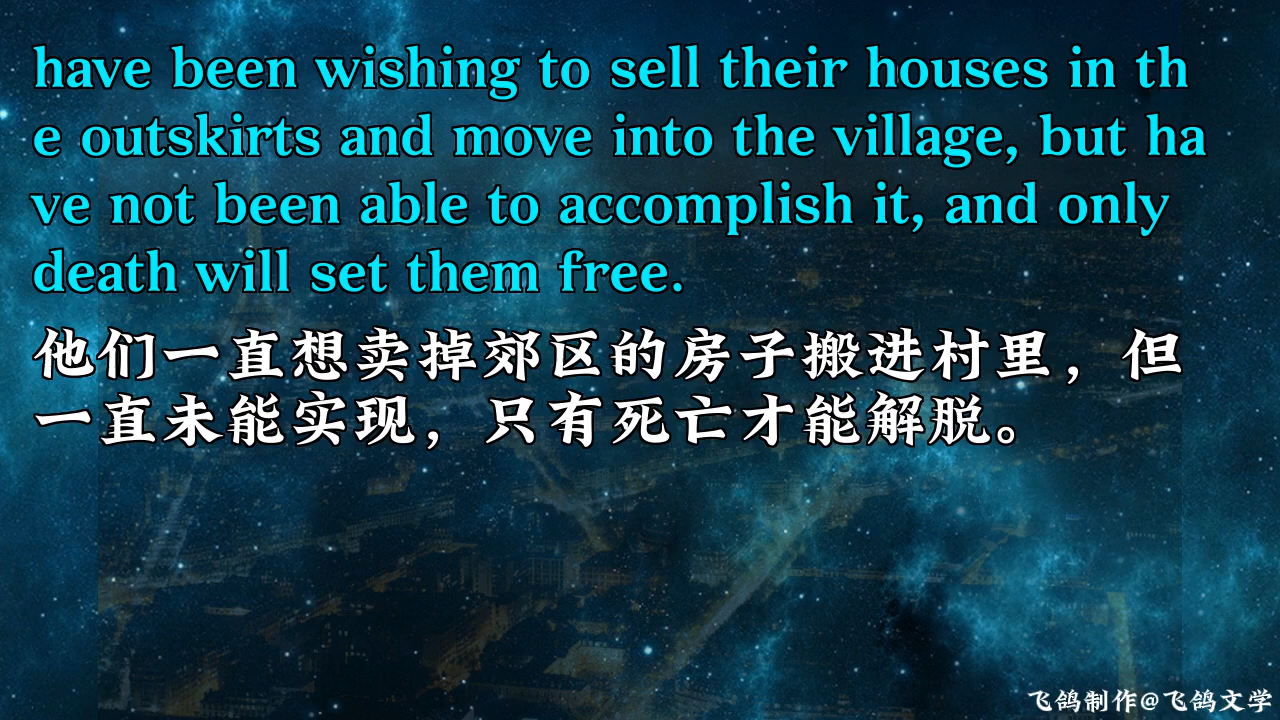 have been wishing to sell their houses in th
e outskirts and move into the village, but ha
ve not been able to accomplish it, and only
death will set them free.
他们一直想卖掉郊区的房子搬进村里，但
一直未能实现，只有死亡才能解脱。
飞鸽制作@飞鸽文学